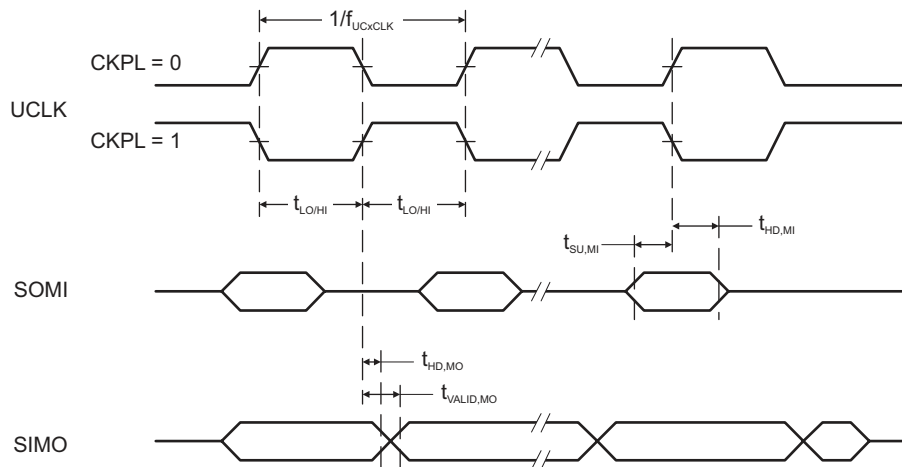 1/fUCxCLK
CKPL = 0
UCLK
CKPL = 1
tLO/HI tLO/HI
tHD,MI
tSU,MI
SOMI
tHD,MO
tVALID,MO
SIMO